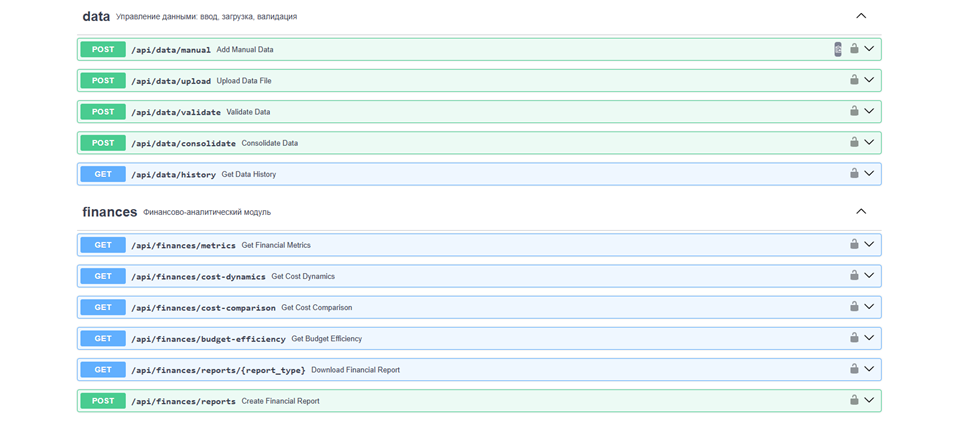 data Управление данными: ввод, загрузка, валидация
POST /api/data/manual Add Manual Data
POST /api/data/upload Upload Data File
POST /api/data/validate Validate Data
POST /api/data/consolidate Consolidate Data
GET /api/data/history Get Data History
finances Финансово-аналитический модуль
GET /api/finances/metrics Get Financial Metrics
GET /api/finances/cost-dynamics Get Cost Dynamics
GET /api/finances/cost-comparison Get Cost Comparison
GET /api/finances/budget-efficiency Get Budget Efficiency
GET /api/finances/reports/{report_type} Download Financial Report
POST /api/finances/reports Create Financial Report